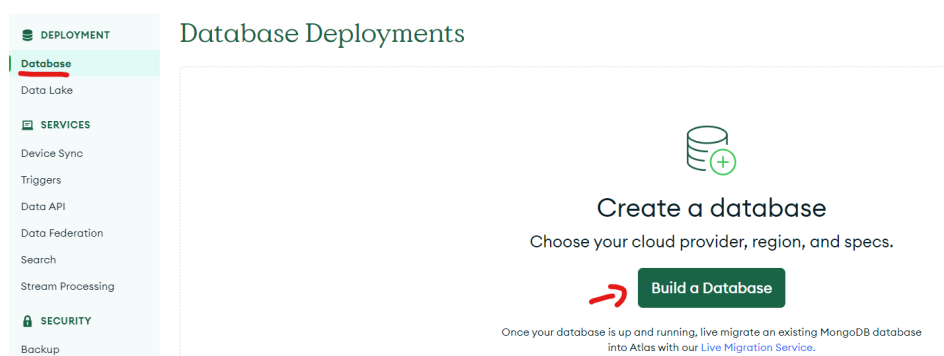 DEPLOYMENT
Database
Data Lake
SERVICES
Device Sync
Triggers
Data API
Data Federation
Search
Stream Processing
SECURITY
Backup
Database Deployments
Create a database
Choose your cloud provider, region, and specs.
Build a Database
Once your database is up and running, live migrate an existing MongoDB database
into Atlas with our Live Migration Service.